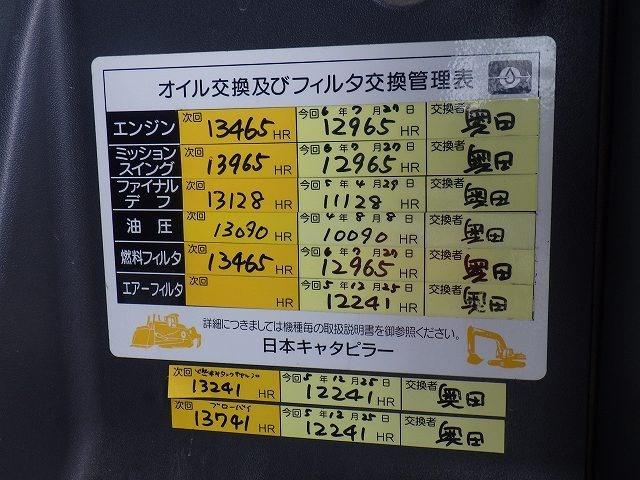 オイル交換及びフィルタ交換管理表
エンジン 次回 13465 HR 今回 6年7月27日 12965 HR 交換者 奥田
ミッション スイング 次回 13965 HR 今回 6年7月27日 12965 HR 交換者 奥田
ファイナル デフ 次回 13128 HR 今回 5年4月29日 11128 HR 交換者 奥田
油圧 次回 13090 HR 今回 4年8月8日 10090 HR 交換者 奥田
燃料フィルタ 次回 13465 HR 今回 6年7月27日 12965 HR 交換者 奥田
エアーフィルタ 次回 HR 今回 5年12月25日 12241 HR 交換者 奥田
詳細につきましては機種毎の取扱説明書を御参照ください。
日本キャタピラー
次回 13241 HR 今回 5年12月25日 12241 HR 交換者 奥田
次回 ブローバイ 13741 HR 今回 5年12月25日 12241 HR 交換者 奥田